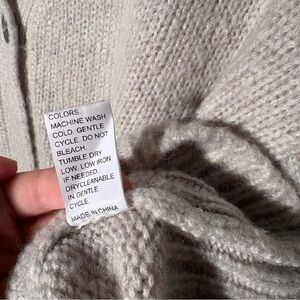 COLORS.
MACHINE WASH
COLD. GENTLE
CYCLE. DO NOT
BLEACH.
TUMBLE DRY
LOW. LOW IRON
IF NEEDED.
DRYCLEANABLE
IN GENTLE
CYCLE.
MADE IN CHINA